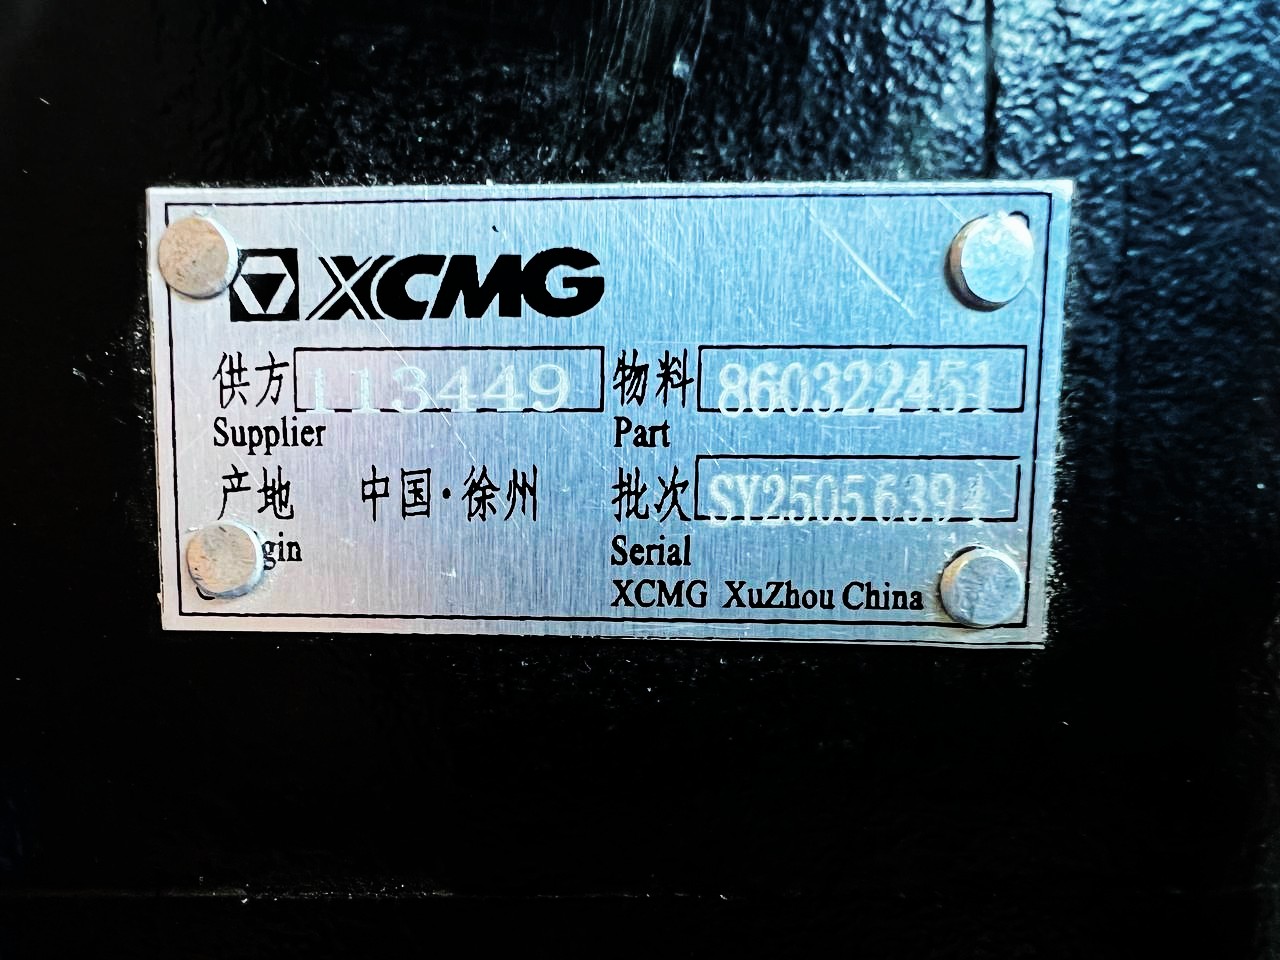 XCMG
供方 113449 物料 860322451
Supplier Part
产地 中国·徐州 批次 SY25056394
gin Serial
XCMG XuZhou China